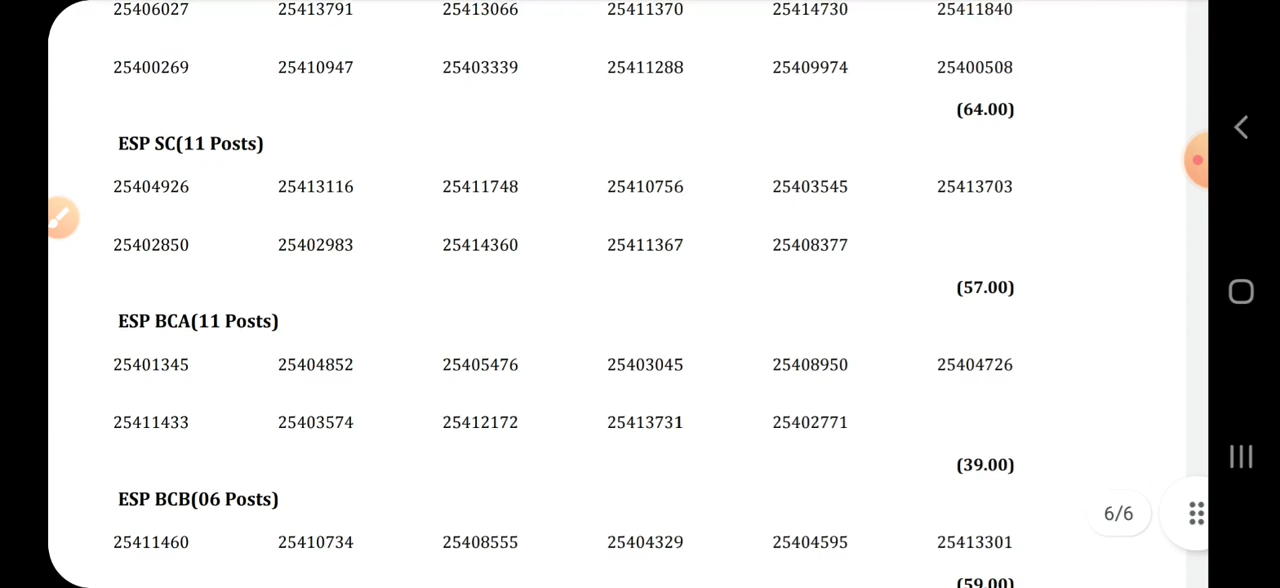 25406027 25413791 25413066 25411370 25414730 25411840
25400269 25410947 25403339 25411288 25409974 25400508
(64.00)
ESP SC(11 Posts)
25404926 25413116 25411748 25410756 25403545 25413703
25402850 25402983 25414360 25411367 25408377
(57.00)
ESP BCA(11 Posts)
25401345 25404852 25405476 25403045 25408950 25404726
25411433 25403574 25412172 25413731 25402771
(39.00)
ESP BCB(06 Posts)
6/6
25411460 25410734 25408555 25404329 25404595 25413301
(59.00)